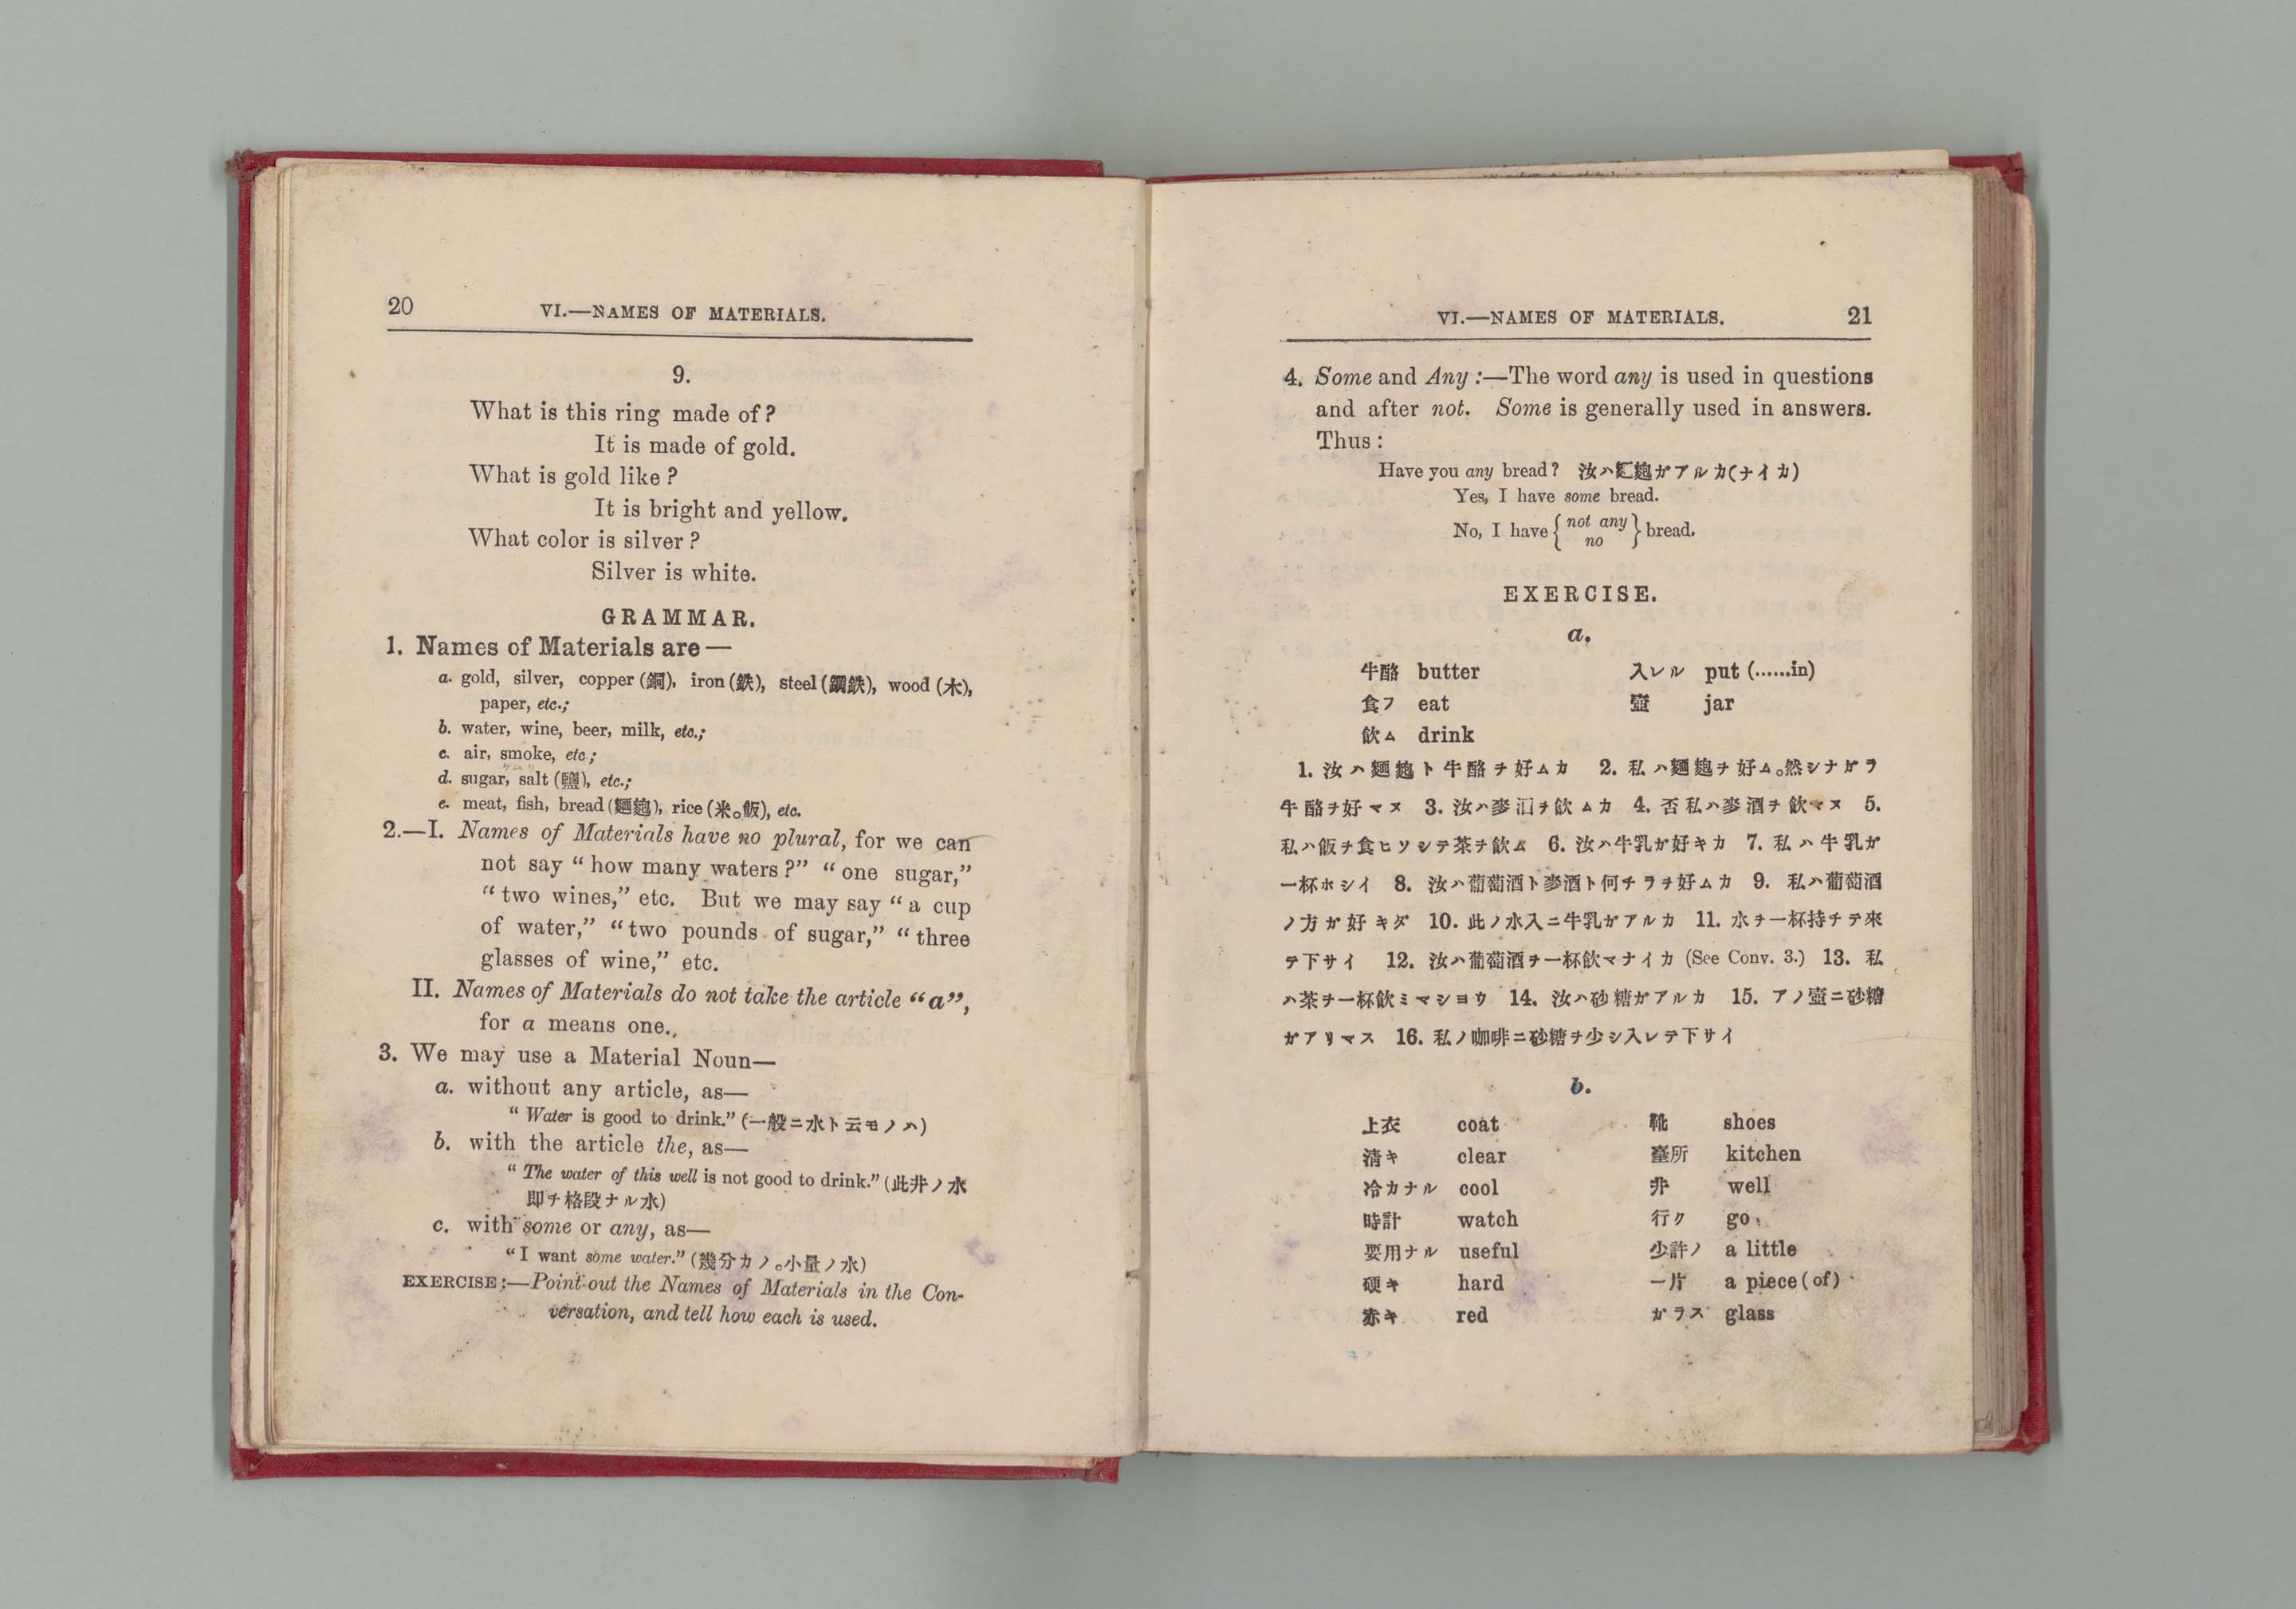 20 VI.—NAMES OF MATERIALS.
9.
What is this ring made of?
It is made of gold.
What is gold like?
It is bright and yellow.
What color is silver?
Silver is white.
GRAMMAR.
1. Names of Materials are—
a. gold, silver, copper (銅), iron (鉄), steel (鋼鉄), wood (木),
paper, etc.;
b. water, wine, beer, milk, etc.;
c. air, smoke, etc;
ケムリ
d. sugar, salt (鹽), etc.;
e. meat, fish, bread (麺麭), rice (米。飯), etc.
2.—I. Names of Materials have no plural, for we can
not say “how many waters?” “one sugar,”
“two wines,” etc. But we may say “a cup
of water,” “two pounds of sugar,” “three
glasses of wine,” etc.
II. Names of Materials do not take the article “a”,
for a means one.
3. We may use a Material Noun—
a. without any article, as—
“Water is good to drink.” (一般ニ水ト云モノハ)
b. with the article the, as—
“The water of this well is not good to drink.” (此井ノ水
即チ格段ナル水)
c. with some or any, as—
“I want some water.” (幾分カノ。小量ノ水)
EXERCISE:—Point out the Names of Materials in the Con-
versation, and tell how each is used.
VI.—NAMES OF MATERIALS. 21
4. Some and Any:—The word any is used in questions
and after not. Some is generally used in answers.
Thus:
Have you any bread? 汝ハ麺麭ガアルカ(ナイカ)
Yes, I have some bread.
No, I have { not any
no } bread.
EXERCISE.
a.
牛酪 butter 入レル put (......in)
食フ eat 壺 jar
飲ム drink
1. 汝ハ麺麭ト牛酪ヲ好ムカ 2. 私ハ麺麭ヲ好ム。然シナガラ
牛酪ヲ好マヌ 3. 汝ハ麥酒ヲ飲ムカ 4. 否私ハ麥酒ヲ飲マヌ 5.
私ハ飯ヲ食ヒソシテ茶ヲ飲ム 6. 汝ハ牛乳ガ好キカ 7. 私ハ牛乳ガ
一杯ホシイ 8. 汝ハ葡萄酒ト麥酒ト何チラヲ好ムカ 9. 私ハ葡萄酒
ノ方ガ好キダ 10. 此ノ水入ニ牛乳ガアルカ 11. 水ヲ一杯持チテ來
テ下サイ 12. 汝ハ葡萄酒ヲ一杯飲マナイカ (See Conv. 3.) 13. 私
ハ茶ヲ一杯飲ミマシヨウ 14. 汝ハ砂糖ガアルカ 15. アノ壺ニ砂糖
ガアリマス 16. 私ノ咖啡ニ砂糖ヲ少シ入レテ下サイ
b.
上衣 coat 靴 shoes
清キ clear 臺所 kitchen
冷カナル cool 井 well
時計 watch 行ク go
要用ナル useful 少許ノ a little
硬キ hard 一片 a piece (of)
赤キ red ガラス glass